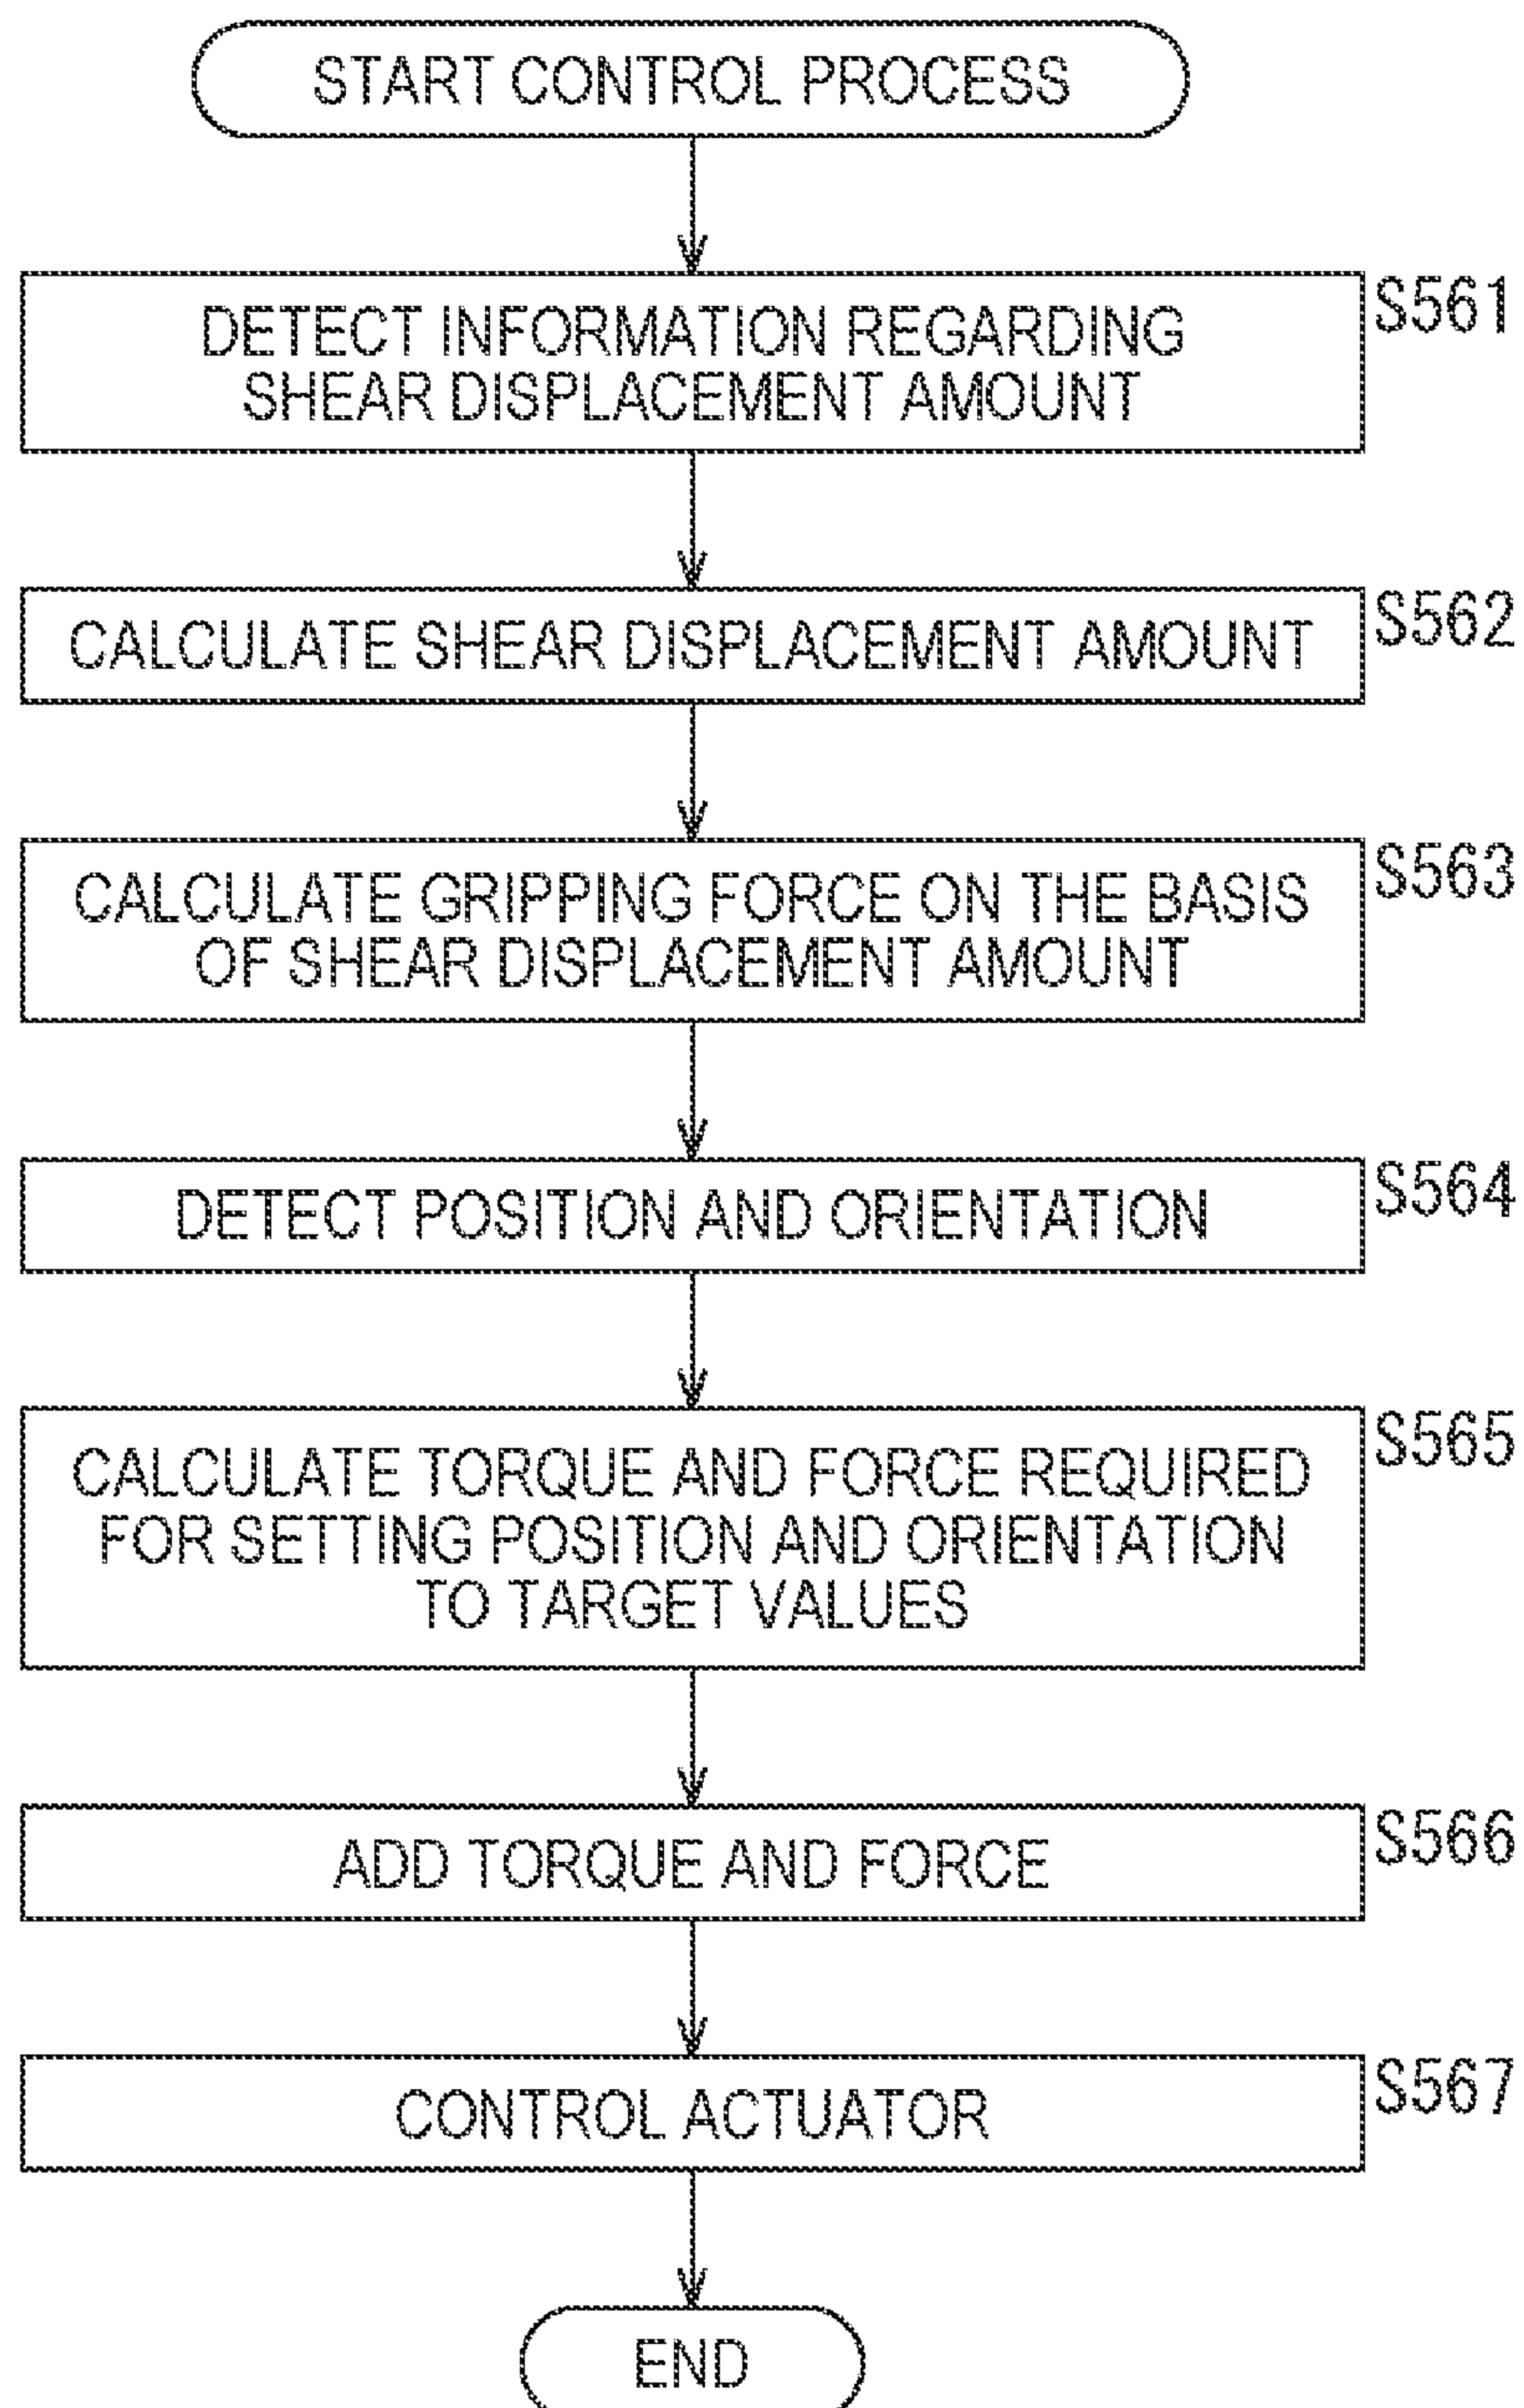 START CONTROL PROCESS
S561
DETECT INFORMATION REGARDING
SHEAR DISPLACEMENT AMOUNT
S562
CALCULATE SHEAR DISPLACEMENT AMOUNT
S563
CALCULATE GRIPPING FORCE ON THE BASIS
OF SHEAR DISPLACEMENT AMOUNT
S564
DETECT POSITION AND ORIENTATION
S565
CALCULATE TORQUE AND FORCE REQUIRED
FOR SETTING POSITION AND ORIENTATION
TO TARGET VALUES
S566
ADD TORQUE AND FORCE
S567
CONTROL ACTUATOR
END